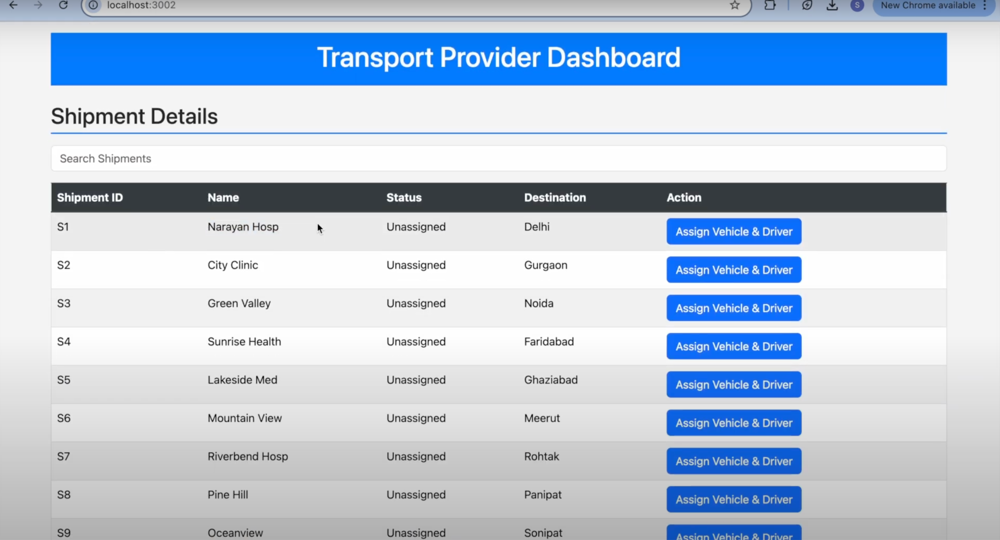 localhost:3002
S
New Chrome available
Transport Provider Dashboard
Shipment Details
Search Shipments
Shipment ID Name Status Destination Action
S1 Narayan Hosp Unassigned Delhi Assign Vehicle & Driver
S2 City Clinic Unassigned Gurgaon Assign Vehicle & Driver
S3 Green Valley Unassigned Noida Assign Vehicle & Driver
S4 Sunrise Health Unassigned Faridabad Assign Vehicle & Driver
S5 Lakeside Med Unassigned Ghaziabad Assign Vehicle & Driver
S6 Mountain View Unassigned Meerut Assign Vehicle & Driver
S7 Riverbend Hosp Unassigned Rohtak Assign Vehicle & Driver
S8 Pine Hill Unassigned Panipat Assign Vehicle & Driver
S9 Oceanview Unassigned Sonipat Assign Vehicle & Driver